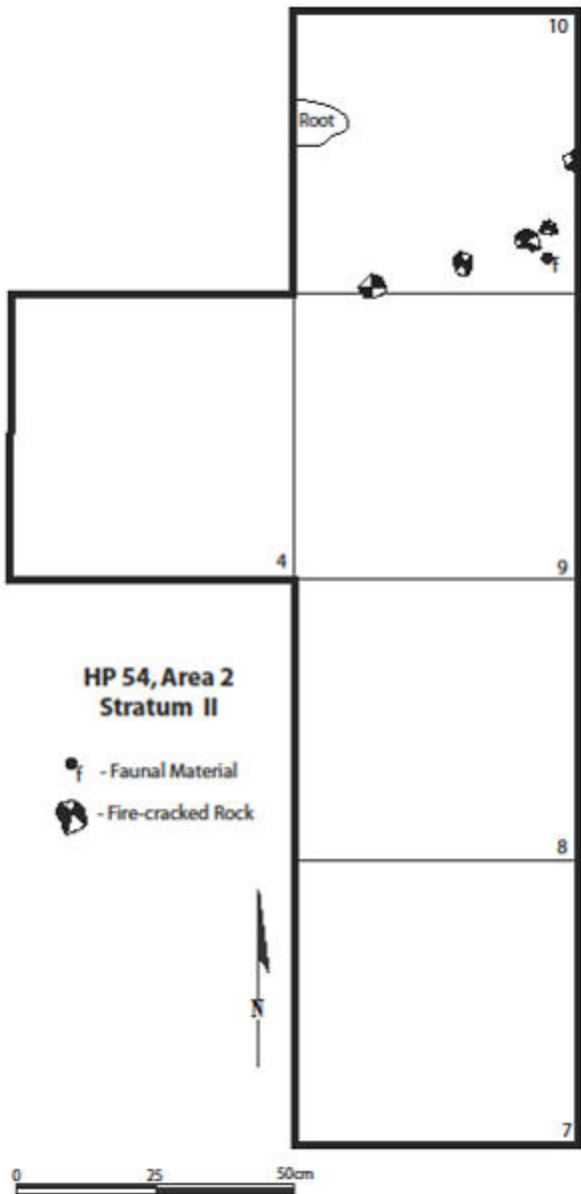 10
Root
f
4
9
HP 54, Area 2
Stratum II
f - Faunal Material
- Fire-cracked Rock
8
N
7
0 25 50cm